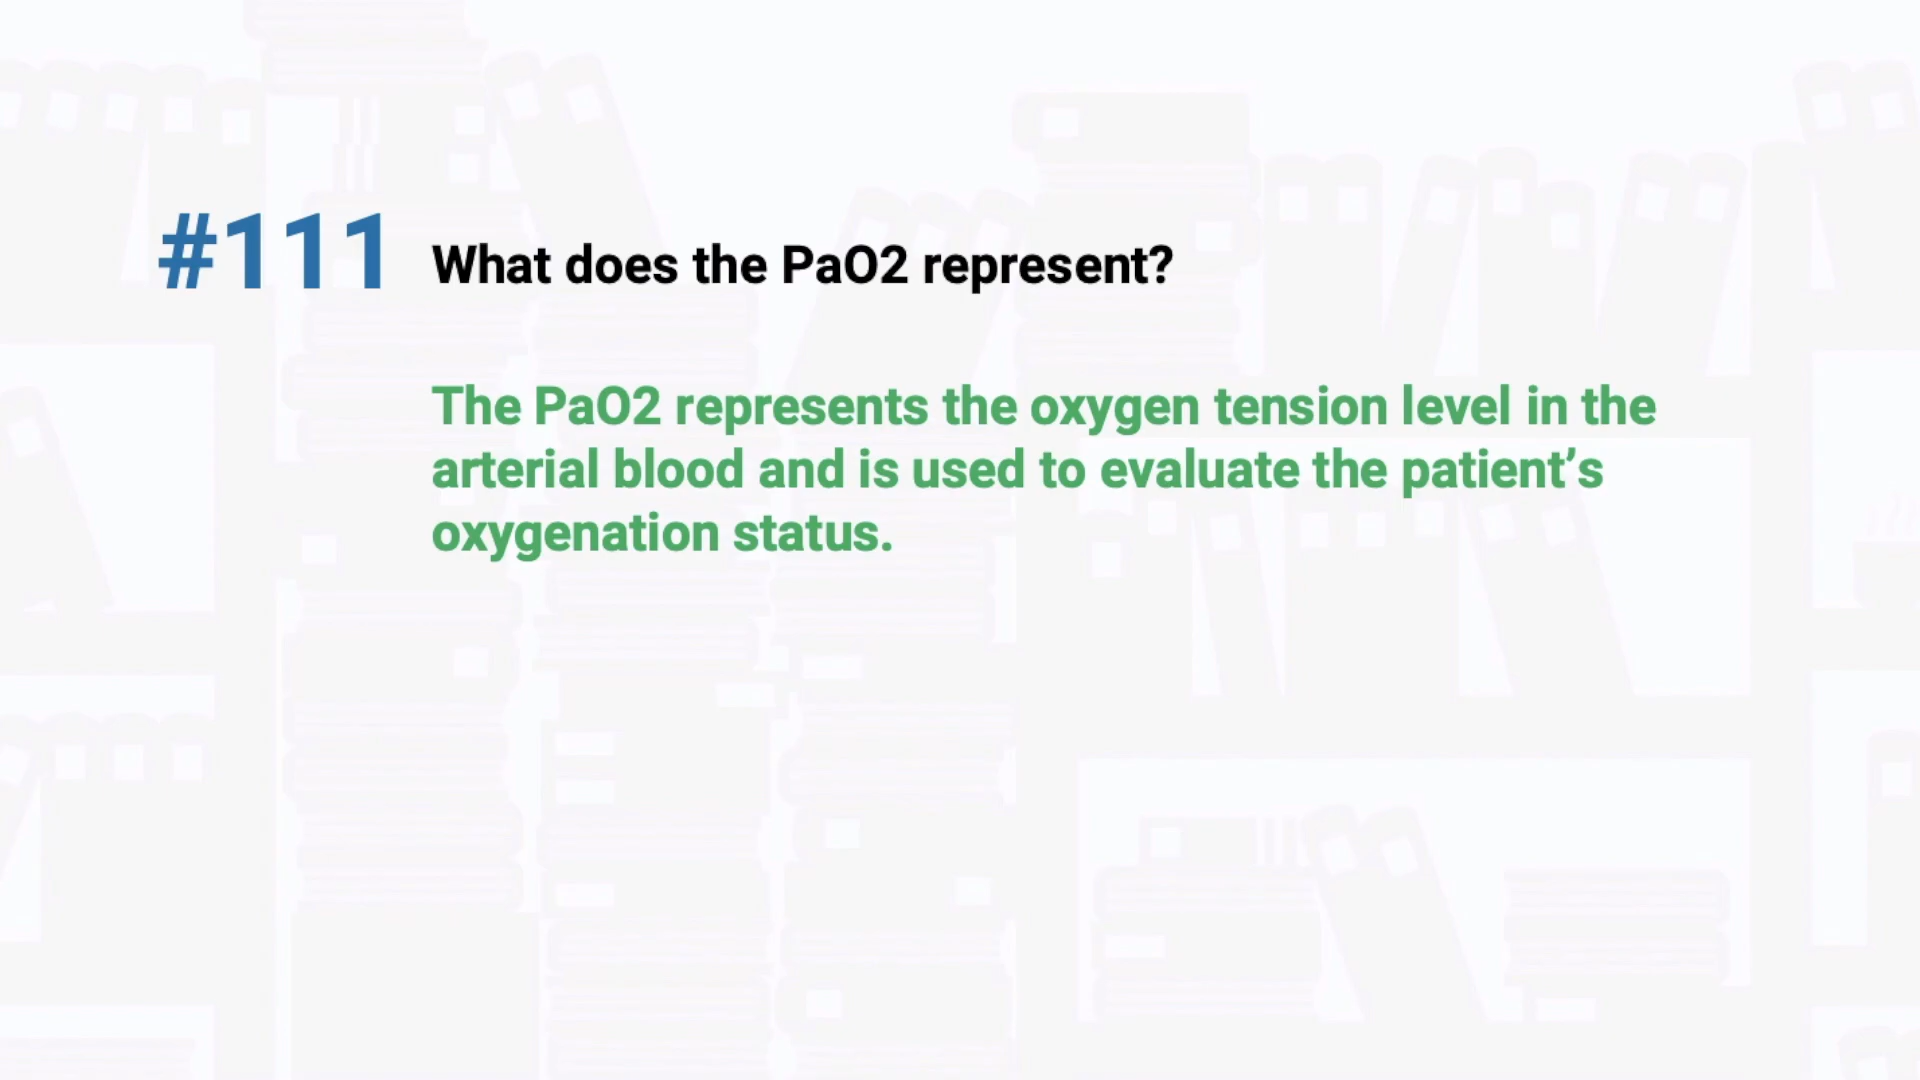 #111 What does the PaO2 represent?
The PaO2 represents the oxygen tension level in the
arterial blood and is used to evaluate the patient’s
oxygenation status.